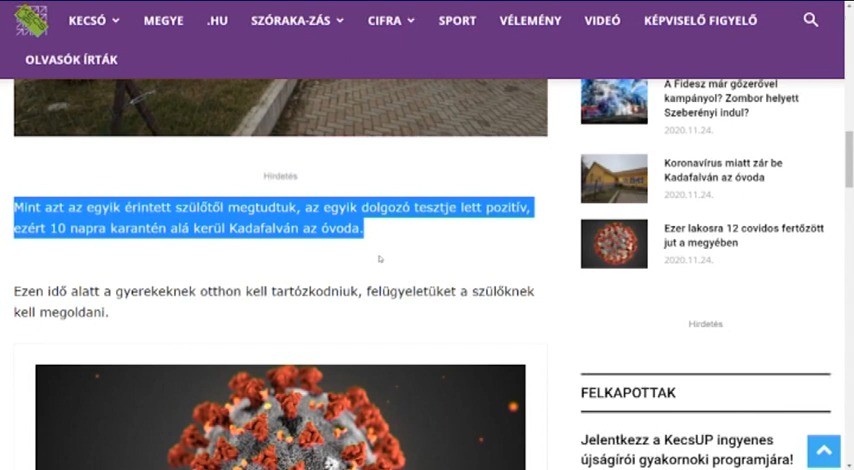 KECSÓ
MEGYE
.HU
SZÓRAKA-ZÁS
CIFRA
SPORT
VÉLEMÉNY
VIDEÓ
KÉPVISELŐ FIGYELŐ
OLVASÓK ÍRTÁK
Hirdetés
Mint azt az egyik érintett szülőtől megtudtuk, az egyik dolgozó tesztje lett pozitív,
ezért 10 napra karantén alá kerül Kadafalván az óvoda.
Ezen idő alatt a gyerekeknek otthon kell tartózkodniuk, felügyeletüket a szülőknek
kell megoldani.
A Fidesz már gőzerővel
kampányol? Zombor helyett
Szeberényi indul?
2020.11.24.
Koronavírus miatt zár be
Kadafalván az óvoda
2020.11.24.
Ezer lakosra 12 covidos fertőzött
jut a megyében
2020.11.24.
Hirdetés
FELKAPOTTAK
Jelentkezz a KecsUP ingyenes
újságírói gyakornoki programjára!